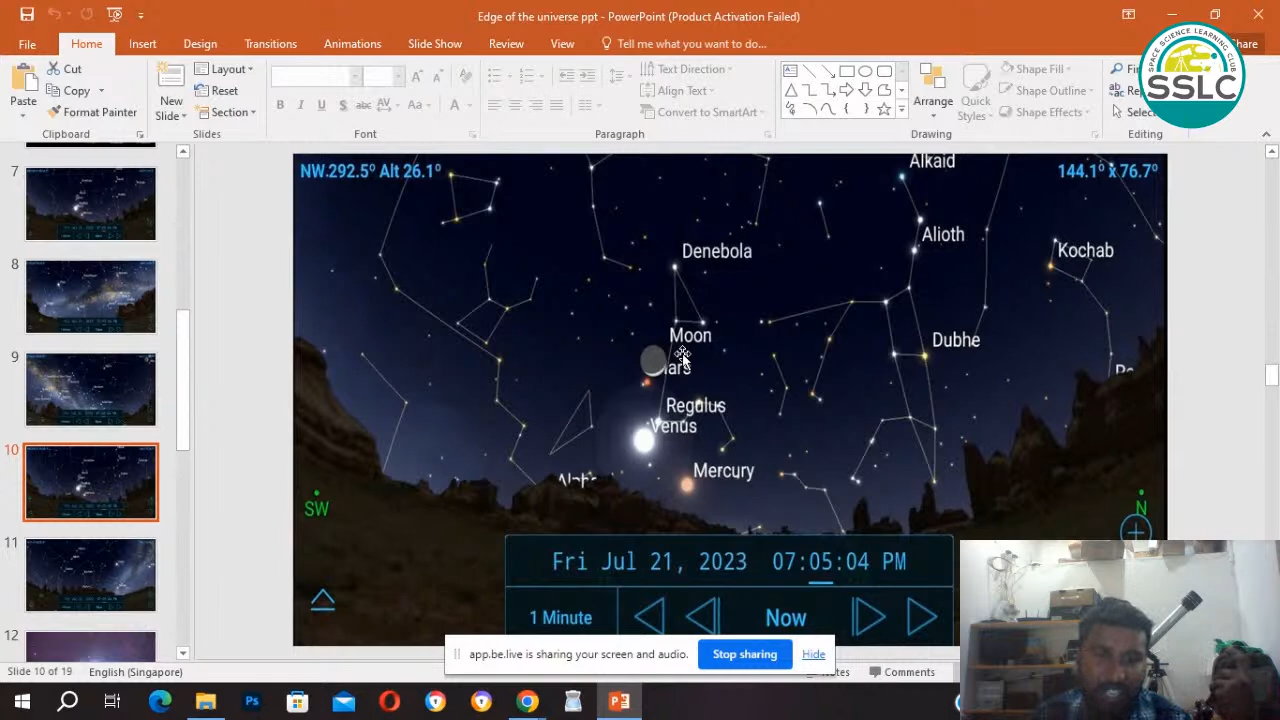 Edge of the universe ppt - PowerPoint (Product Activation Failed)
File Home Insert Design Transitions Animations Slide Show Review View Tell me what you want to do... Share
SPACE SCIENCE LEARNING CLUB
SSLC
Paste
Cut
Copy
Format Painter
Clipboard
New
Slide
Layout
Reset
Section
Slides
B I U S abc AV Aa A
Font
Text Direction
Align Text
Convert to SmartArt
Paragraph
Arrange
Quick
Styles
Shape Fill
Shape Outline
Shape Effects
Drawing
Select
Editing
7
8
9
10
11
12
NW 292.5° Alt 26.1°
144.1° x 76.7°
Alkaid
Denebola
Alioth
Kochab
Moon
Dubhe
Regulus
Venus
Mercury
SW
N
Fri Jul 21, 2023 07:05:04 PM
1 Minute
Now
app.be.live is sharing your screen and audio.
Stop sharing
Hide
Slide 10 of 19
English (Singapore)
Comments
Ps